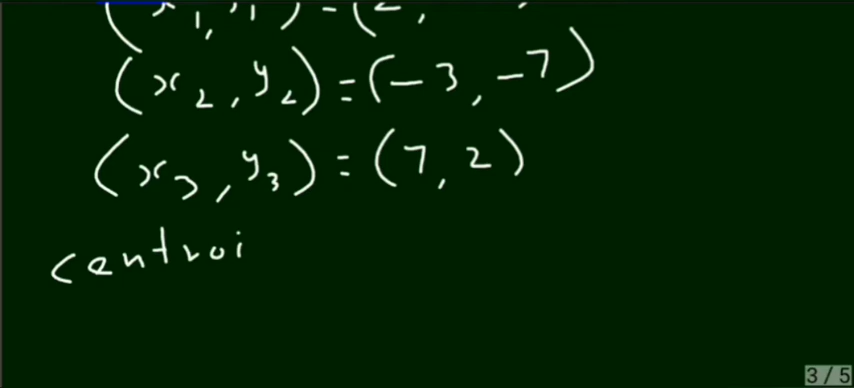 (x₂, y₂) = (-3, -7)
(x₃, y₃) = (7, 2)
centroi
3 / 5